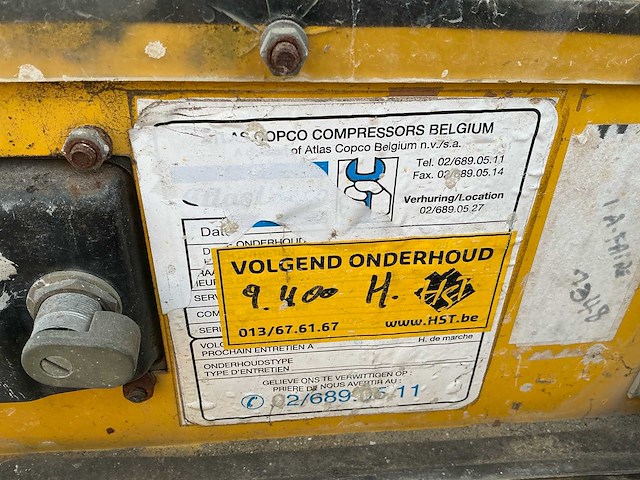 COPCO COMPRESSORS BELGIUM
of Atlas Copco Belgium n.v./s.a.
Tel. 02/689.05.11
Fax. 02/689.05.14
Verhuring/Location
02/689.05.27
Date
ONDERHOUD
VOLGEND ONDERHOUD
9.400 H.
013/67.61.67 www.HST.be
H. de marche
PROCHAIN ENTRETIEN A
ONDERHOUDSTYPE
TYPE D'ENTRETIEN
GELIEVE ONS TE VERWITTIGEN OP :
PRIERE DE NOUS AVERTIR AU :
02/689.05.11